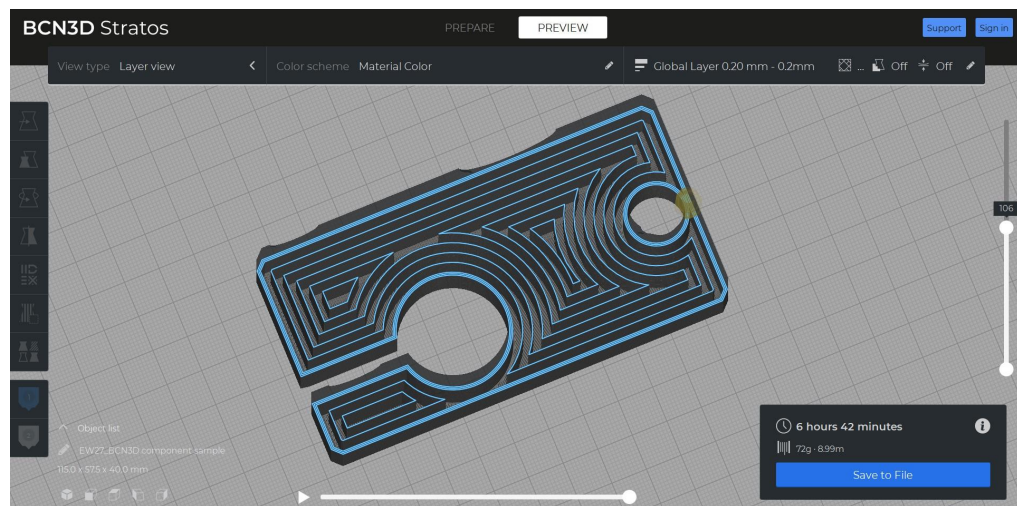 BCN3D Stratos
PREPARE
PREVIEW
Support
Sign in
View type Layer view
Color scheme Material Color
Global Layer 0.20 mm - 0.2mm
... Off Off
106
Object list
EW27_BCN3D component sample
115.0 x 57.5 x 40.0 mm
6 hours 42 minutes
72g · 8.99m
Save to File